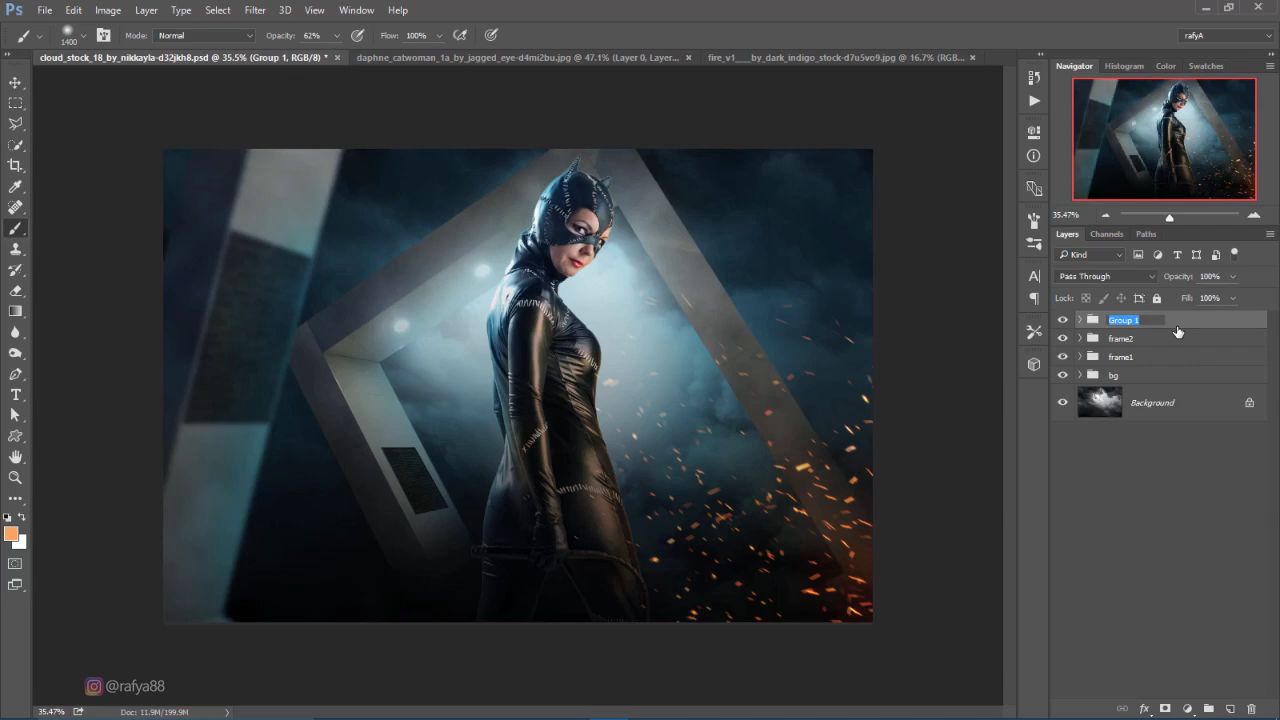 Ps File Edit Image Layer Type Select Filter 3D View Window Help
1400 Mode: Normal Opacity: 62% Flow: 100% rafyA
cloud_stock_18_by_nikkayla-d32jkh8.psd @ 35.5% (Group 1, RGB/8) * × daphne_catwoman_1a_by_jagged_eye-d4mi2bu.jpg @ 47.1% (Layer 0, Layer... × fire_v1___by_dark_indigo_stock-d7u5vo9.jpg @ 16.7% (RGB... ×
Navigator Histogram Color Swatches
35.47%
Layers Channels Paths
Kind
Pass Through Opacity: 100%
Lock: Fill: 100%
Group 1
frame2
frame1
bg
Background
@rafya88
35.47% Doc: 11.9M/199.9M